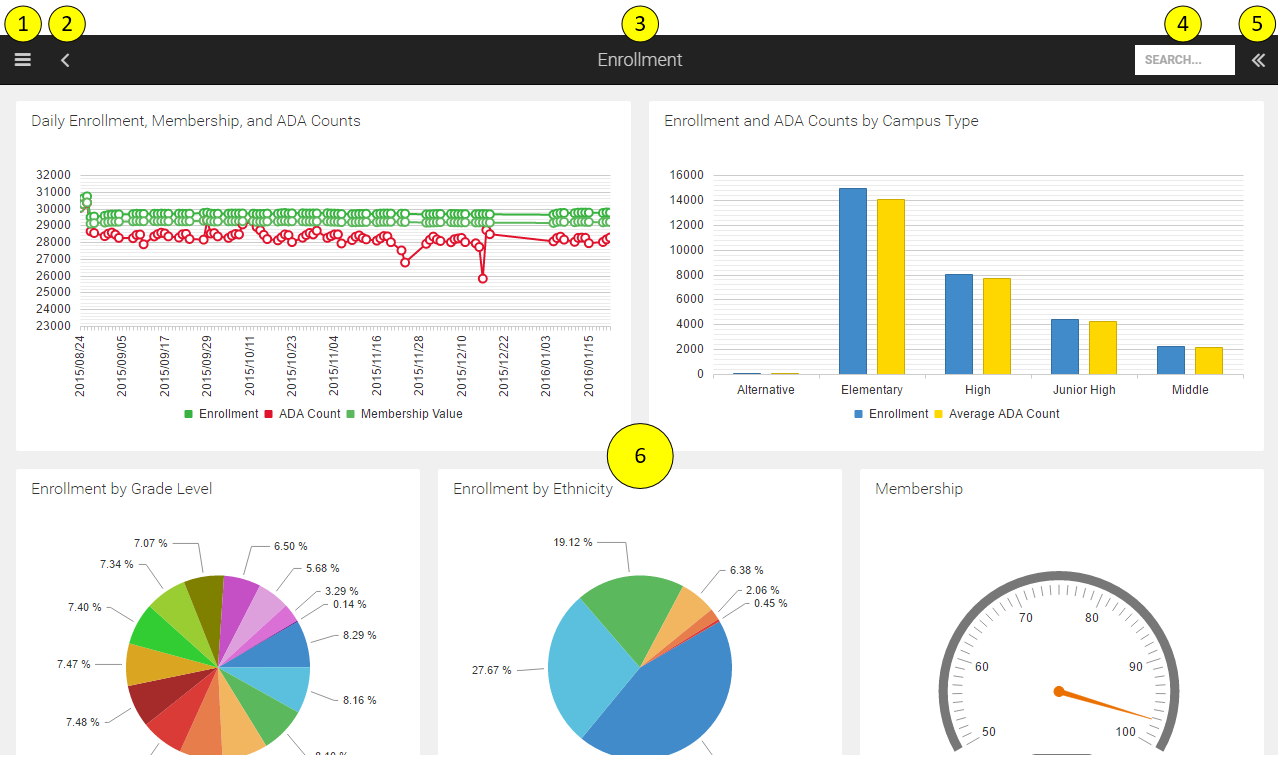 1 2 3 4 5
Enrollment SEARCH...
Daily Enrollment, Membership, and ADA Counts
32000
31000
30000
29000
28000
27000
26000
25000
24000
23000
2015/08/24 2015/09/05 2015/09/17 2015/09/29 2015/10/11 2015/10/23 2015/11/04 2015/11/16 2015/11/28 2015/12/10 2015/12/22 2016/01/03 2016/01/15
Enrollment ADA Count Membership Value
Enrollment and ADA Counts by Campus Type
16000
14000
12000
10000
8000
6000
4000
2000
0
Alternative Elementary High Junior High Middle
Enrollment Average ADA Count
6
Enrollment by Grade Level
7.07 % 6.50 %
7.34 % 5.68 %
3.29 %
7.40 % 0.14 %
8.29 %
7.47 %
8.16 %
7.48 %
Enrollment by Ethnicity
19.12 %
6.38 %
2.06 %
0.45 %
27.67 %
Membership
70 80
60 90
50 100